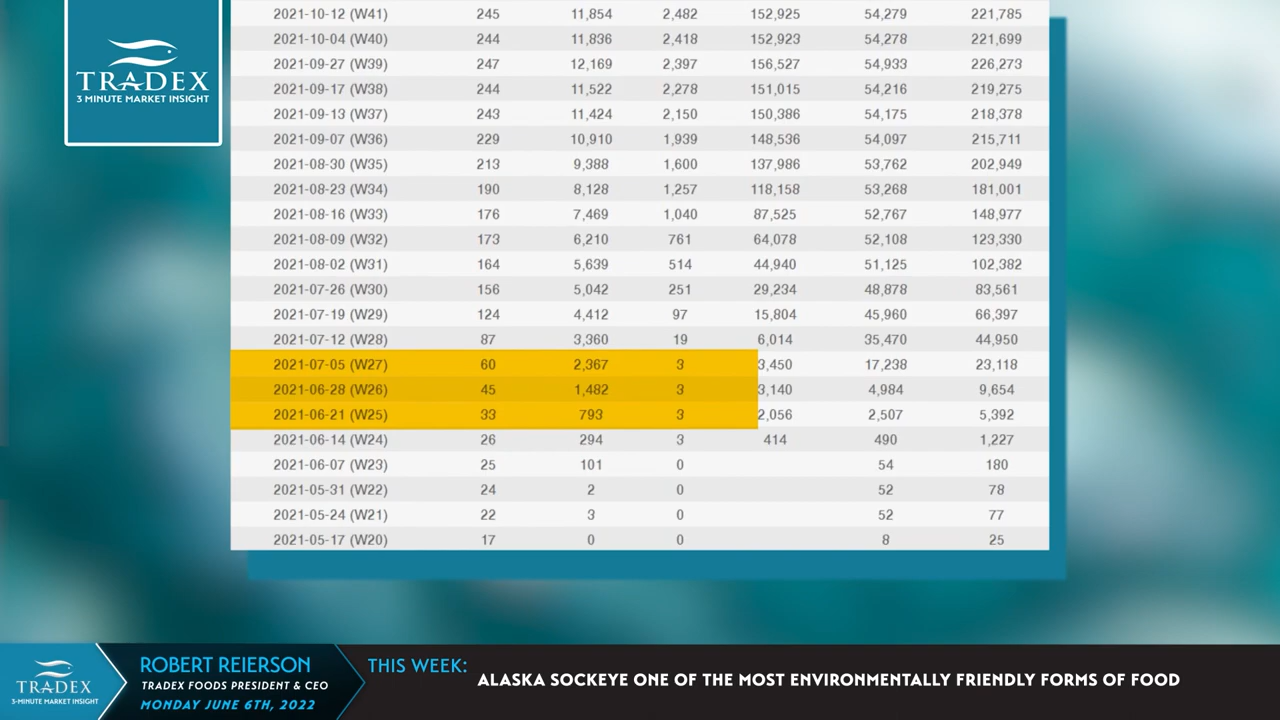 TRADEX
3 MINUTE MARKET INSIGHT
2021-10-12 (W41) 245 11,854 2,482 152,925 54,279 221,785
2021-10-04 (W40) 244 11,836 2,418 152,923 54,278 221,699
2021-09-27 (W39) 247 12,169 2,397 156,527 54,933 226,273
2021-09-17 (W38) 244 11,522 2,278 151,015 54,216 219,275
2021-09-13 (W37) 243 11,424 2,150 150,386 54,175 218,378
2021-09-07 (W36) 229 10,910 1,939 148,536 54,097 215,711
2021-08-30 (W35) 213 9,388 1,600 137,986 53,762 202,949
2021-08-23 (W34) 190 8,128 1,257 118,158 53,268 181,001
2021-08-16 (W33) 176 7,469 1,040 87,525 52,767 148,977
2021-08-09 (W32) 173 6,210 761 64,078 52,108 123,330
2021-08-02 (W31) 164 5,639 514 44,940 51,125 102,382
2021-07-26 (W30) 156 5,042 251 29,234 48,878 83,561
2021-07-19 (W29) 124 4,412 97 15,804 45,960 66,397
2021-07-12 (W28) 87 3,360 19 6,014 35,470 44,950
2021-07-05 (W27) 60 2,367 3 3,450 17,238 23,118
2021-06-28 (W26) 45 1,482 3 3,140 4,984 9,654
2021-06-21 (W25) 33 793 3 2,056 2,507 5,392
2021-06-14 (W24) 26 294 3 414 490 1,227
2021-06-07 (W23) 25 101 0 54 180
2021-05-31 (W22) 24 2 0 52 78
2021-05-24 (W21) 22 3 0 52 77
2021-05-17 (W20) 17 0 0 8 25
TRADEX
3-MINUTE MARKET INSIGHT
ROBERT REIERSON
TRADEX FOODS PRESIDENT & CEO
MONDAY JUNE 6TH, 2022
THIS WEEK:
ALASKA SOCKEYE ONE OF THE MOST ENVIRONMENTALLY FRIENDLY FORMS OF FOOD